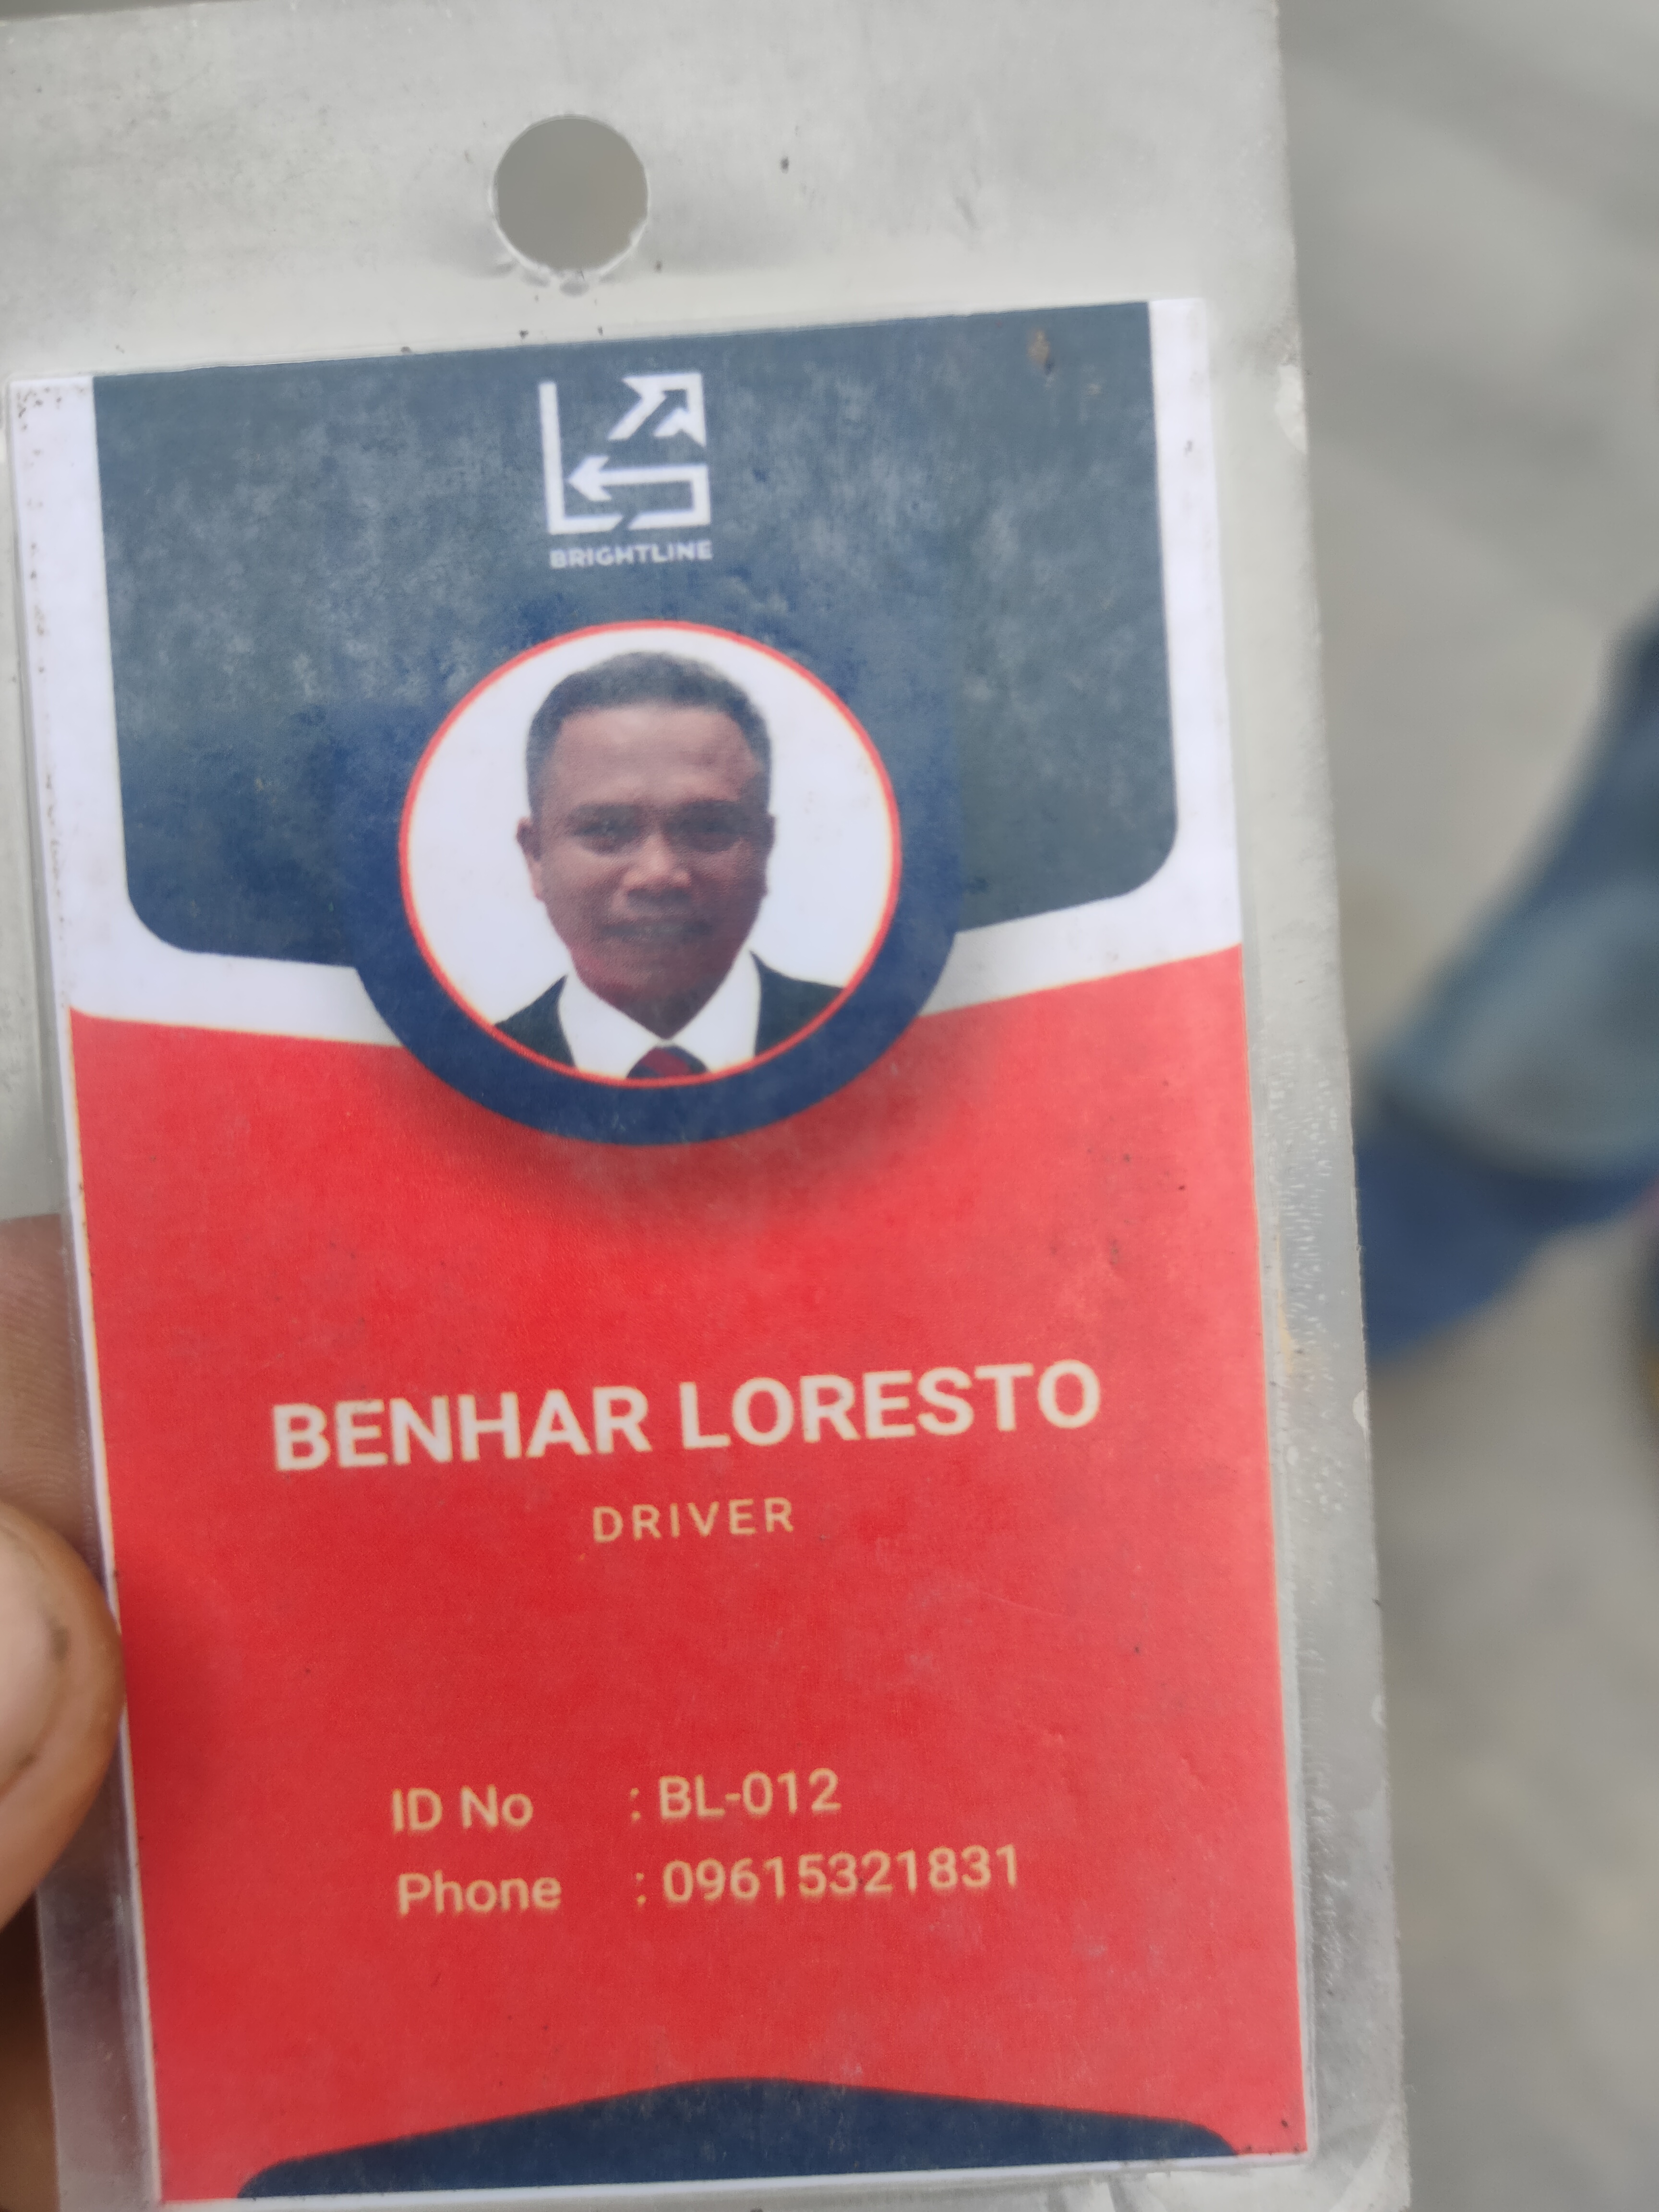 BRIGHTLINE
BENHAR LORESTO
DRIVER
ID No : BL-012
Phone : 09615321831